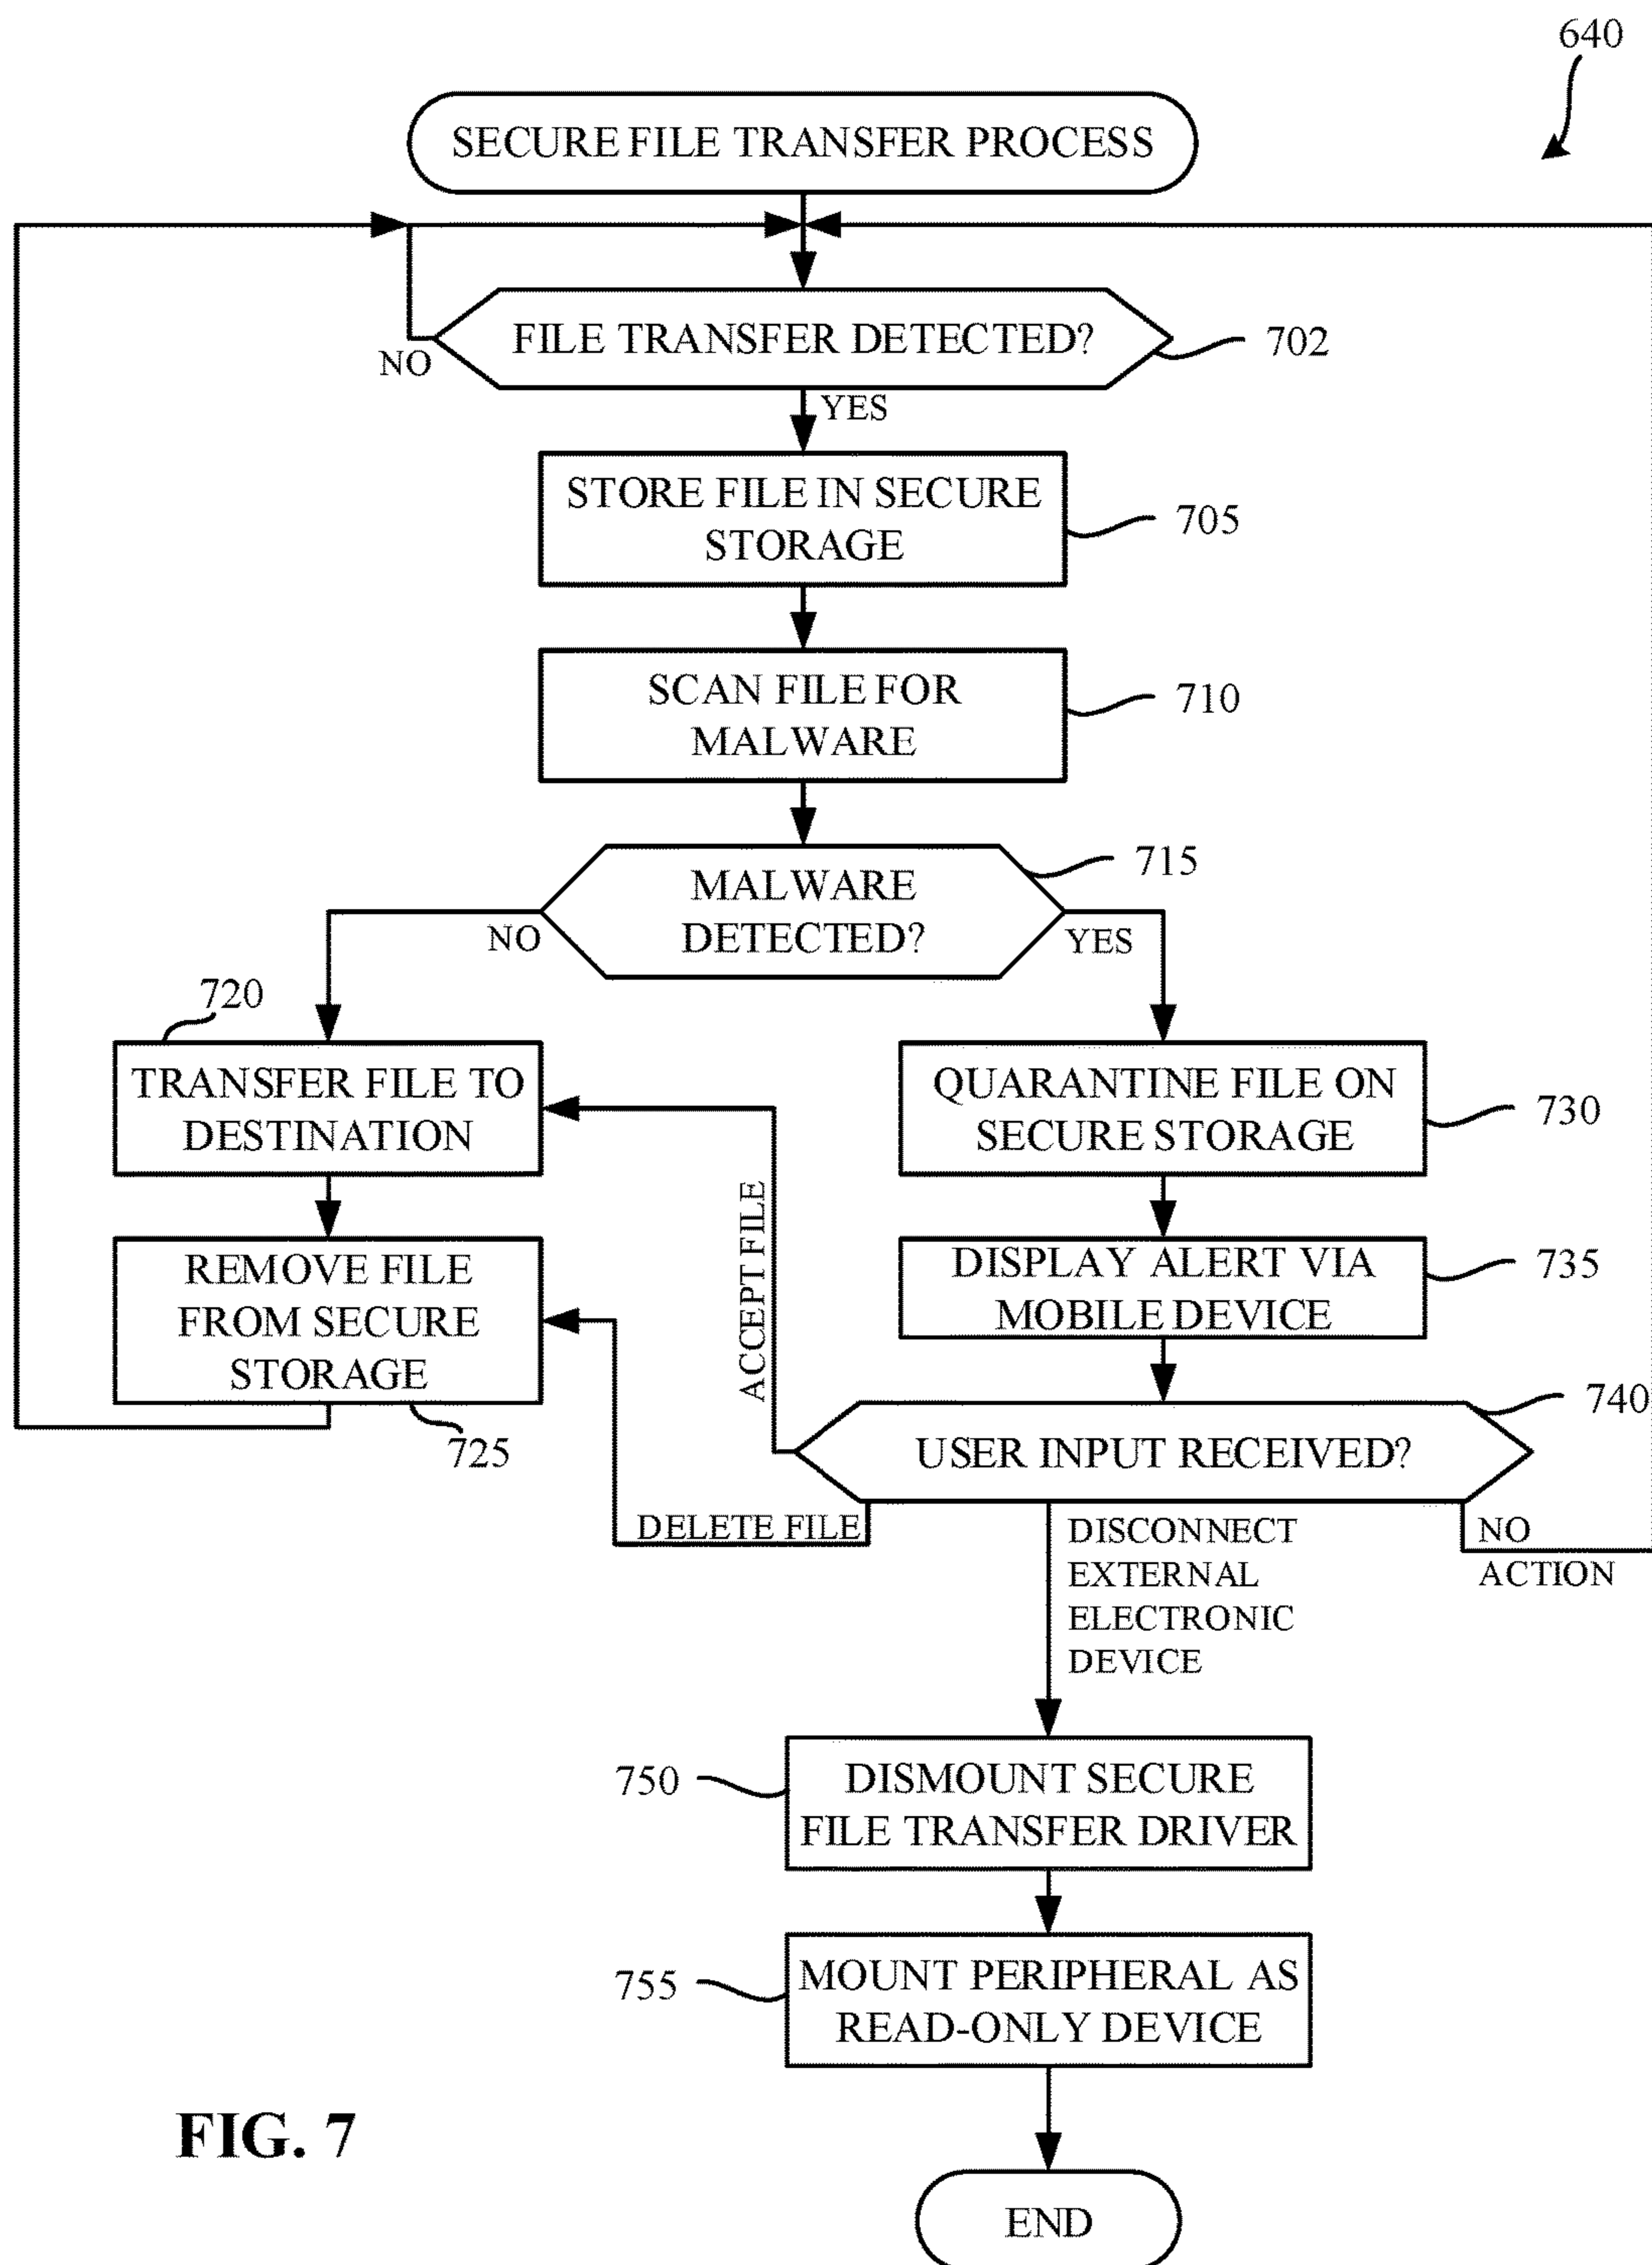 640
SECURE FILE TRANSFER PROCESS
FILE TRANSFER DETECTED?
702
NO
YES
STORE FILE IN SECURE
STORAGE
705
SCAN FILE FOR
MALWARE
710
MALWARE
DETECTED?
715
NO
YES
720
TRANSFER FILE TO
DESTINATION
QUARANTINE FILE ON
SECURE STORAGE
730
ACCEPT FILE
REMOVE FILE
FROM SECURE
STORAGE
725
DISPLAY ALERT VIA
MOBILE DEVICE
735
740
USER INPUT RECEIVED?
DELETE FILE
DISCONNECT
EXTERNAL
ELECTRONIC
DEVICE
NO
ACTION
750
DISMOUNT SECURE
FILE TRANSFER DRIVER
755
MOUNT PERIPHERAL AS
READ-ONLY DEVICE
FIG. 7
END